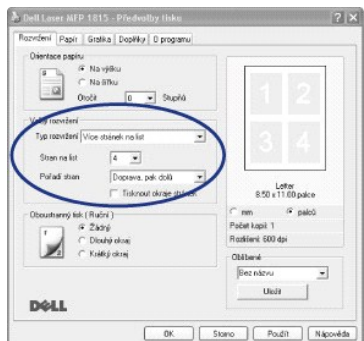 Dell Laser MFP 1815 - Předvolby tisku
Rozvržení Papír Grafika Doplňky O programu
Orientace papíru
Na výšku
Na šířku
Otočit 0 Stupňů
Volby rozvržení
Typ rozvržení Více stránek na list
Stran na list 4
Pořadí stran Doprava, pak dolů
Tisknout okraje stránek
Oboustranný tisk (Ruční)
Žádný
Dlouhý okraj
Krátký okraj
1 2
3 4
Letter
8.50 x 11.00 palce
mm palců
Počet kopií: 1
Rozlišení: 600 dpi
Oblíbené
Bez názvu
Uložit
DELL
OK Storno Použít Nápověda